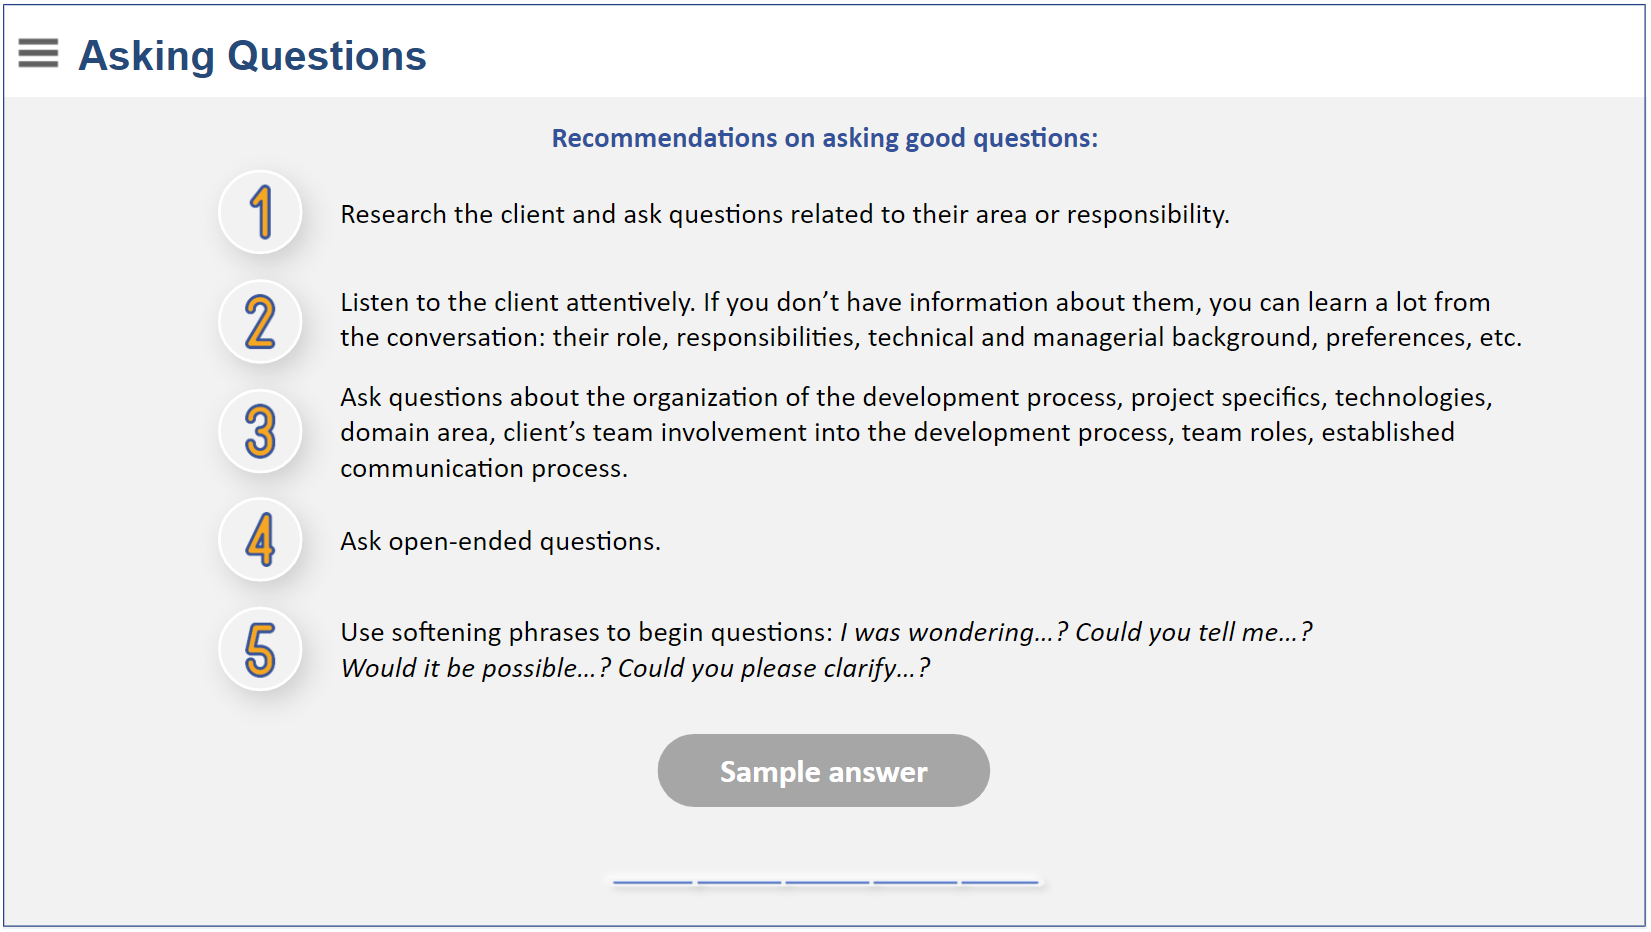 Asking Questions
Recommendations on asking good questions:
1
Research the client and ask questions related to their area or responsibility.
2
Listen to the client attentively. If you don’t have information about them, you can learn a lot from
the conversation: their role, responsibilities, technical and managerial background, preferences, etc.
3
Ask questions about the organization of the development process, project specifics, technologies,
domain area, client’s team involvement into the development process, team roles, established
communication process.
4
Ask open-ended questions.
5
Use softening phrases to begin questions: I was wondering...? Could you tell me...?
Would it be possible...? Could you please clarify...?
Sample answer